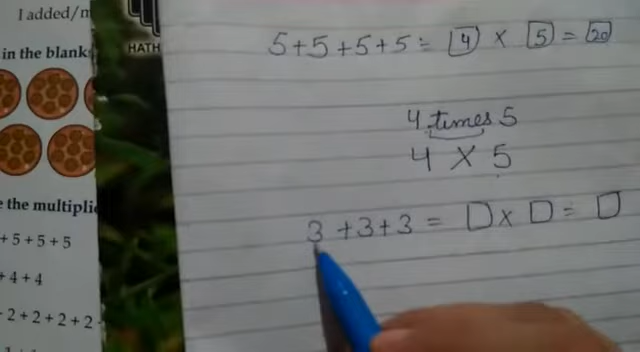 I added/
in the blank
HATH
5+5+5+5 = 4 × 5 = 20
4 times 5
4 × 5
3+3+3 = □ × □ = □
the multipli
+5+5+5
+4+4
2+2+2+2